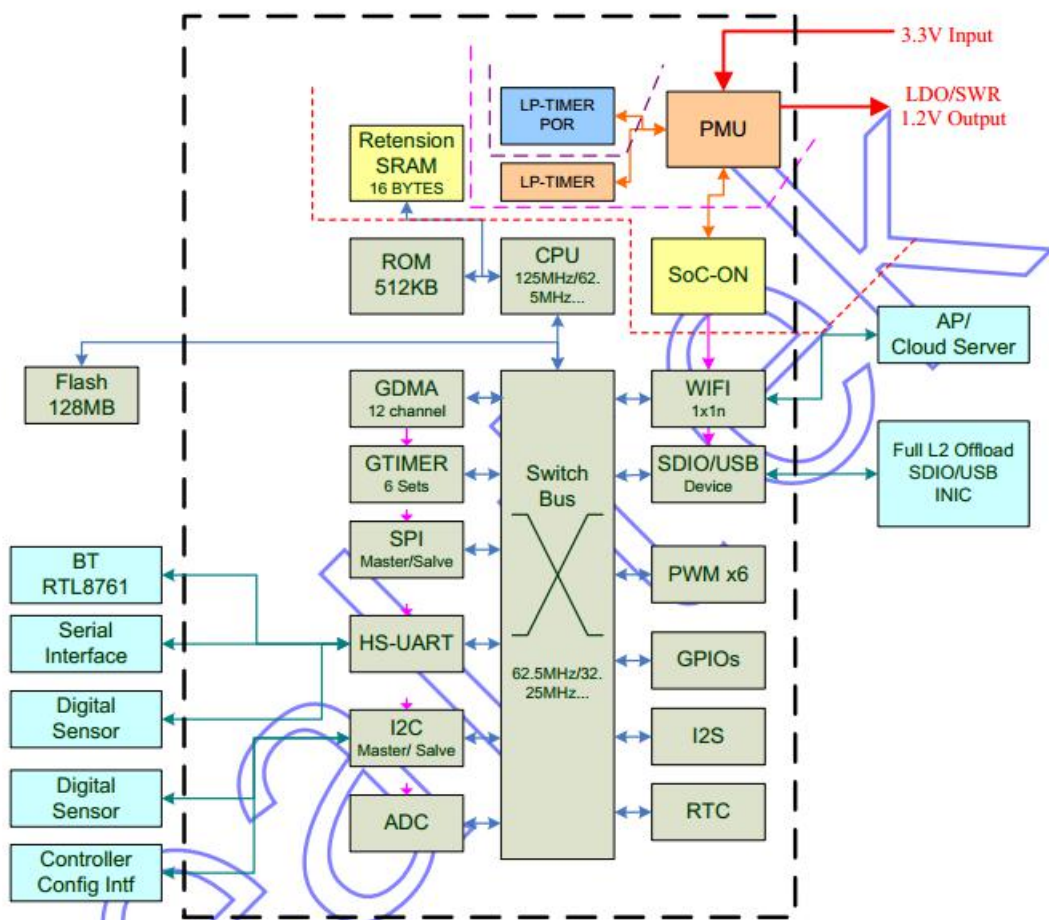 3.3V Input
LDO/SWR
1.2V Output
LP-TIMER
POR
PMU
Retension
SRAM
16 BYTES
LP-TIMER
ROM
512KB
CPU
125MHz/62.
5MHz...
SoC-ON
AP/
Cloud Server
Flash
128MB
GDMA
12 channel
WIFI
1x1n
GTIMER
6 Sets
Switch
Bus
SDIO/USB
Device
Full L2 Offload
SDIO/USB
INIC
SPI
Master/Salve
BT
RTL8761
PWM x6
Serial
Interface
HS-UART
62.5MHz/32.
25MHz...
GPIOs
Digital
Sensor
I2C
Master/ Salve
I2S
Digital
Sensor
ADC
RTC
Controller
Config Intf